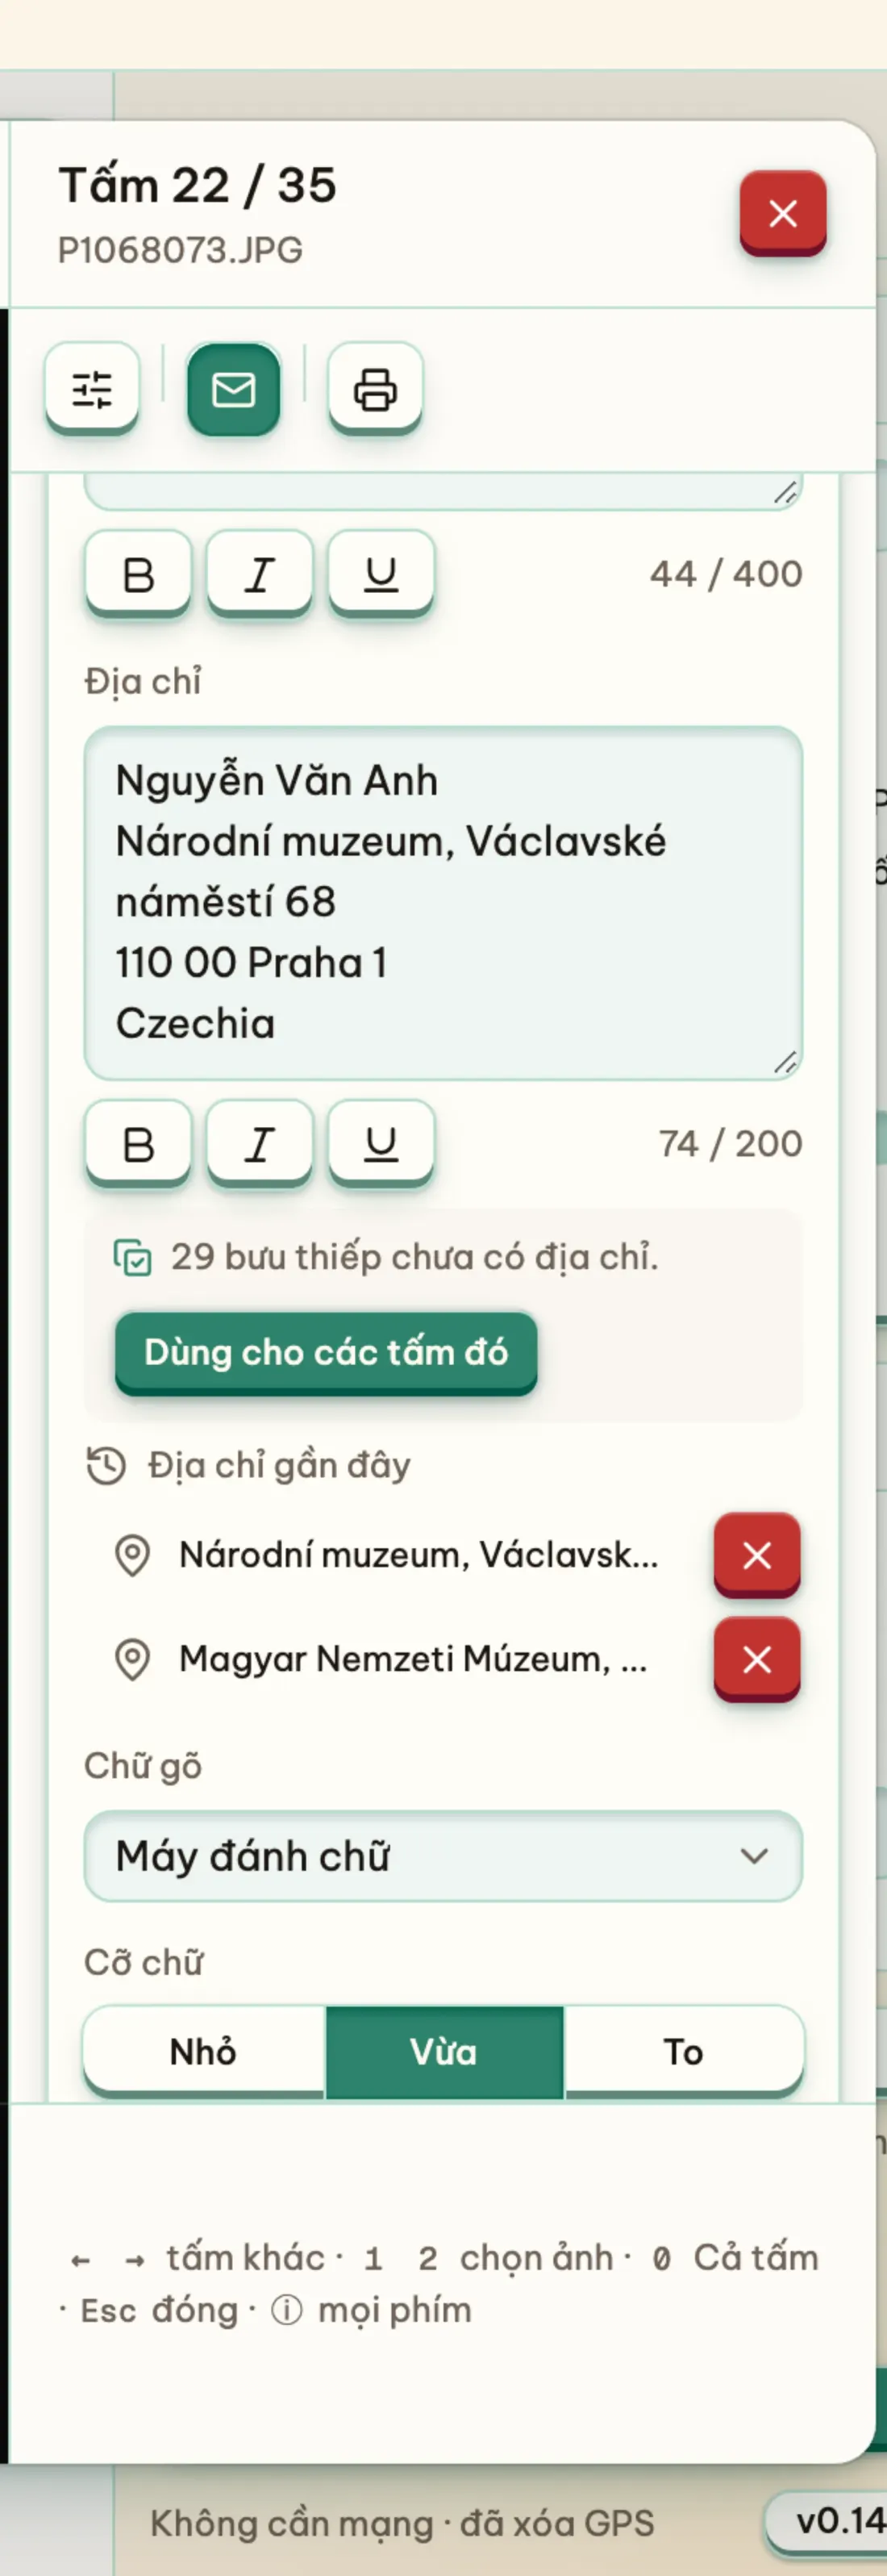 Tấm 22 / 35
P1068073.JPG
B I U 44 / 400
Địa chỉ
Nguyễn Văn Anh
Národní muzeum, Václavské
náměstí 68
110 00 Praha 1
Czechia
B I U 74 / 200
29 bưu thiếp chưa có địa chỉ.
Dùng cho các tấm đó
Địa chỉ gần đây
Národní muzeum, Václavsk...
Magyar Nemzeti Múzeum, ...
Chữ gõ
Máy đánh chữ
Cỡ chữ
Nhỏ Vừa To
← → tấm khác · 1 2 chọn ảnh · 0 Cả tấm
· Esc đóng · ⓘ mọi phím
Không cần mạng · đã xóa GPS v0.14